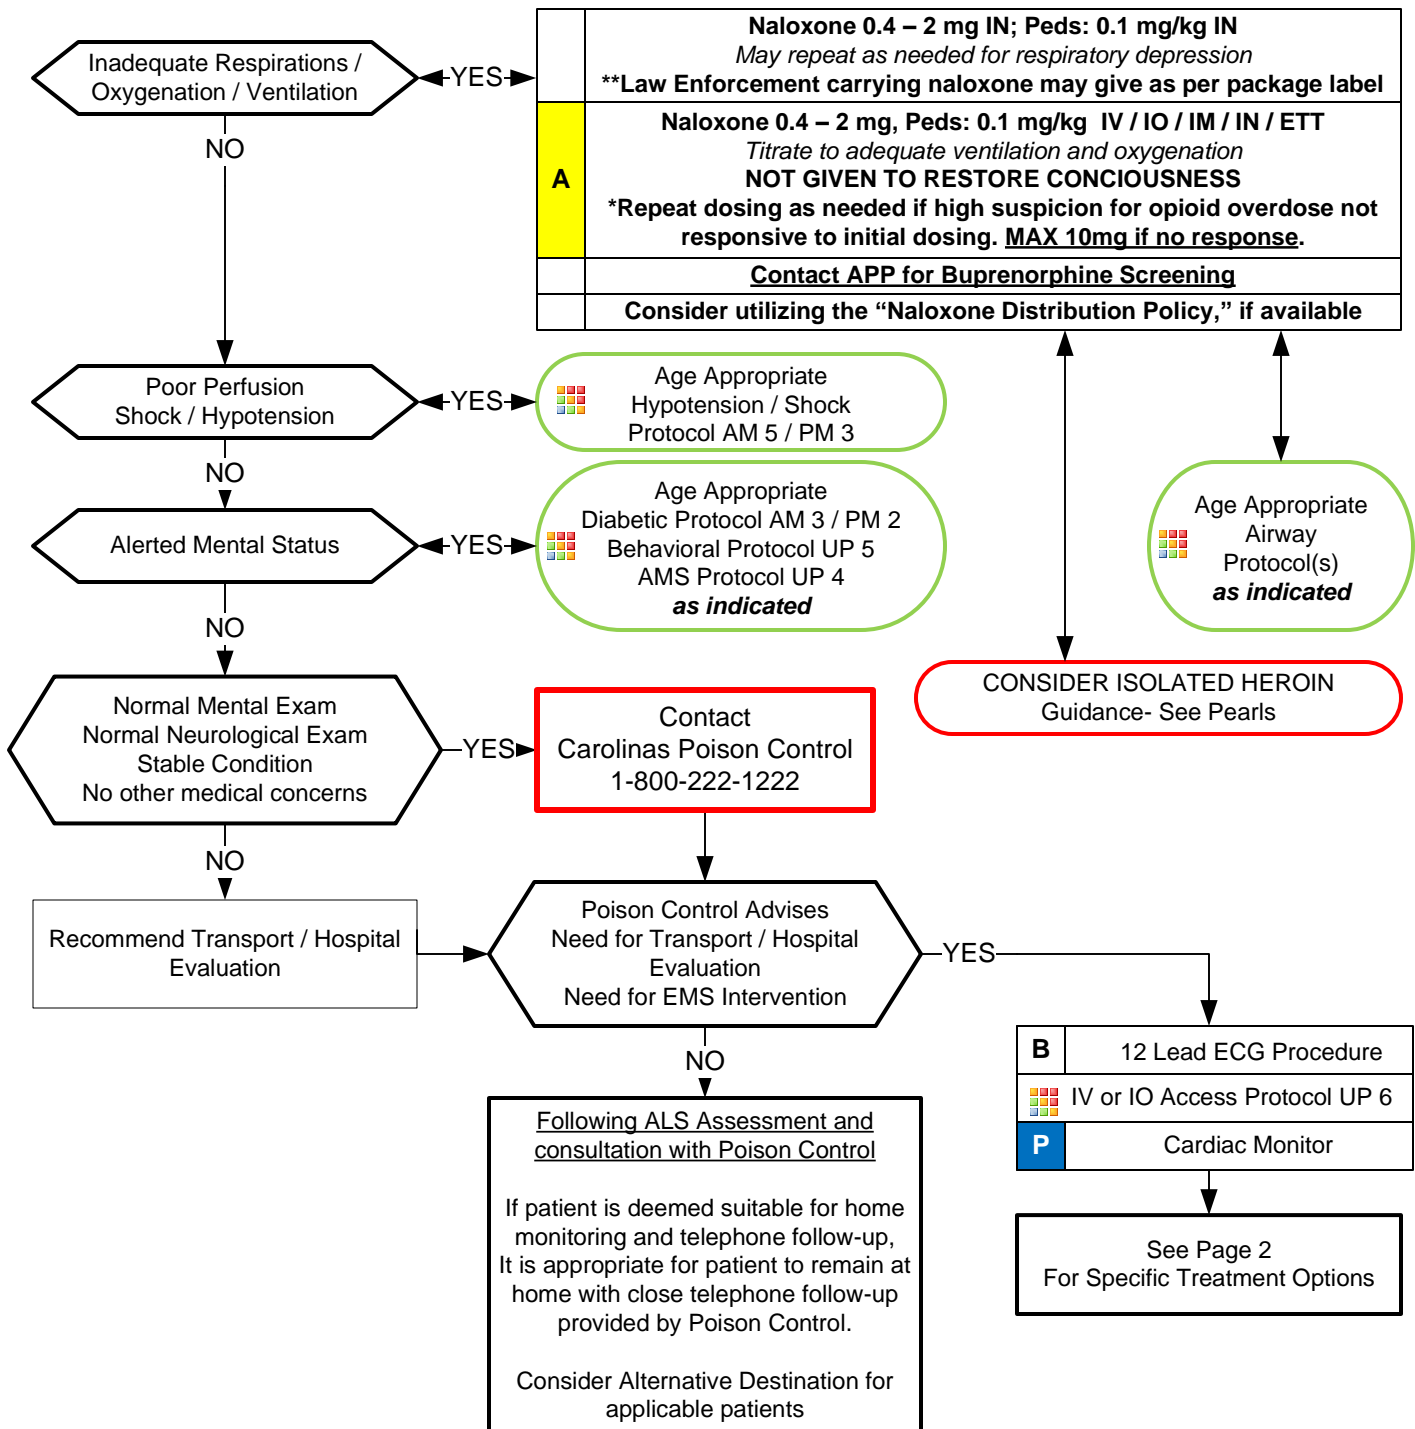 Inadequate Respirations /
Oxygenation / Ventilation
YES
Naloxone 0.4 – 2 mg IN; Peds: 0.1 mg/kg IN
May repeat as needed for respiratory depression
**Law Enforcement carrying naloxone may give as per package label
A
Naloxone 0.4 – 2 mg, Peds: 0.1 mg/kg  IV / IO / IM / IN / ETT
Titrate to adequate ventilation and oxygenation
NOT GIVEN TO RESTORE CONCIOUSNESS
*Repeat dosing as needed if high suspicion for opioid overdose not
responsive to initial dosing. MAX 10mg if no response.
Contact APP for Buprenorphine Screening
Consider utilizing the “Naloxone Distribution Policy,” if available
NO
Poor Perfusion
Shock / Hypotension
YES
Age Appropriate
Hypotension / Shock
Protocol AM 5 / PM 3
NO
Alerted Mental Status
YES
Age Appropriate
Diabetic Protocol AM 3 / PM 2
Behavioral Protocol UP 5
AMS Protocol UP 4
as indicated
Age Appropriate
Airway
Protocol(s)
as indicated
NO
CONSIDER ISOLATED HEROIN
Guidance- See Pearls
Normal Mental Exam
Normal Neurological Exam
Stable Condition
No other medical concerns
YES
Contact
Carolinas Poison Control
1-800-222-1222
NO
Recommend Transport / Hospital
Evaluation
Poison Control Advises
Need for Transport / Hospital
Evaluation
Need for EMS Intervention
YES
B
12 Lead ECG Procedure
IV or IO Access Protocol UP 6
P
Cardiac Monitor
See Page 2
For Specific Treatment Options
NO
Following ALS Assessment and
consultation with Poison Control
If patient is deemed suitable for home
monitoring and telephone follow-up,
It is appropriate for patient to remain at
home with close telephone follow-up
provided by Poison Control.
Consider Alternative Destination for
applicable patients